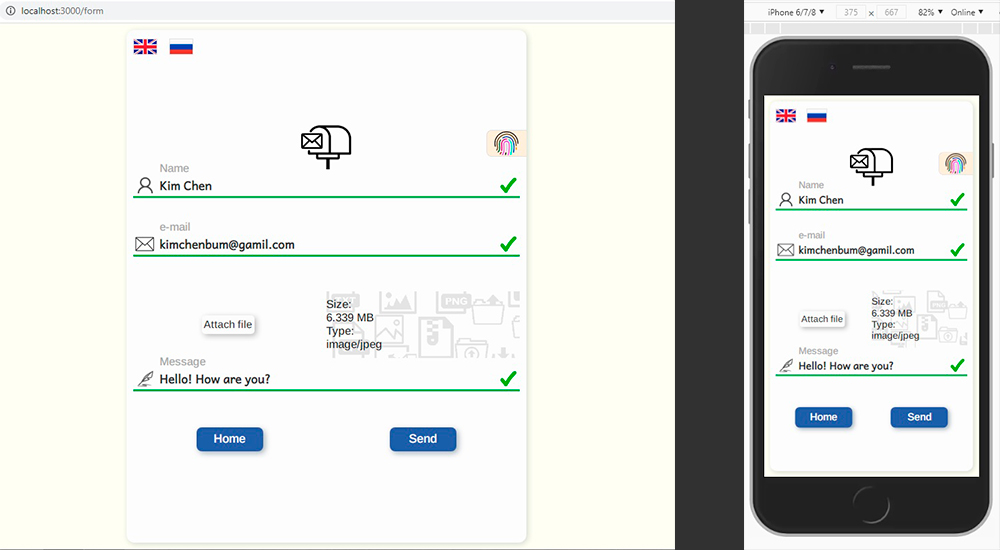 localhost:3000/form
Name
Kim Chen
e-mail
kimchenbum@gamil.com
Attach file
Size:
6.339 MB
Type:
image/jpeg
PNG
Message
Hello! How are you?
Home
Send
iPhone 6/7/8 ▼ 375 x 667 82% ▼ Online ▼
Name
Kim Chen
e-mail
kimchenbum@gamil.com
Attach file
Size:
6.339 MB
Type:
image/jpeg
PNG
Message
Hello! How are you?
Home
Send